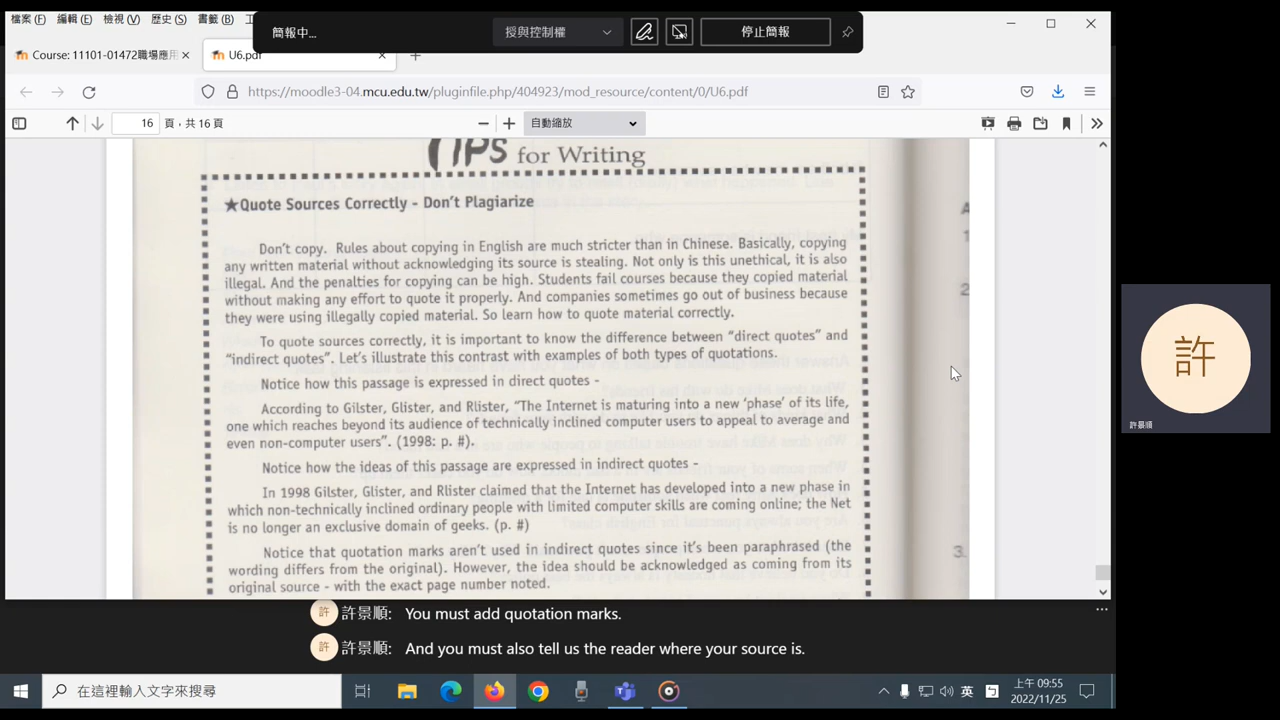 檔案 (F) 編輯 (E) 檢視 (V) 歷史 (S) 書籤 (B)
簡報中...
授與控制權
停止簡報
Course: 11101-01472職場應用
U6.pdf
https://moodle3-04.mcu.edu.tw/pluginfile.php/404923/mod_resource/content/0/U6.pdf
16 頁，共 16 頁
自動縮放
TIPS for Writing
★Quote Sources Correctly - Don't Plagiarize
Don't copy. Rules about copying in English are much stricter than in Chinese. Basically, copying
any written material without acknowledging its source is stealing. Not only is this unethical, it is also
illegal. And the penalties for copying can be high. Students fail courses because they copied material
without making any effort to quote it properly. And companies sometimes go out of business because
they were using illegally copied material. So learn how to quote material correctly.
To quote sources correctly, it is important to know the difference between “direct quotes” and
“indirect quotes”. Let's illustrate this contrast with examples of both types of quotations.
Notice how this passage is expressed in direct quotes -
According to Gilster, Glister, and Rlister, “The Internet is maturing into a new ‘phase’ of its life,
one which reaches beyond its audience of technically inclined computer users to appeal to average and
even non-computer users”. (1998: p. #).
Notice how the ideas of this passage are expressed in indirect quotes -
In 1998 Gilster, Glister, and Rlister claimed that the Internet has developed into a new phase in
which non-technically inclined ordinary people with limited computer skills are coming online; the Net
is no longer an exclusive domain of geeks. (p. #)
Notice that quotation marks aren't used in indirect quotes since it's been paraphrased (the
wording differs from the original). However, the idea should be acknowledged as coming from its
original source - with the exact page number noted.
A
1
2
3.
許
許景順
許 許景順: You must add quotation marks.
許 許景順: And you must also tell us the reader where your source is.
在這裡輸入文字來搜尋
英
上午 09:55
2022/11/25